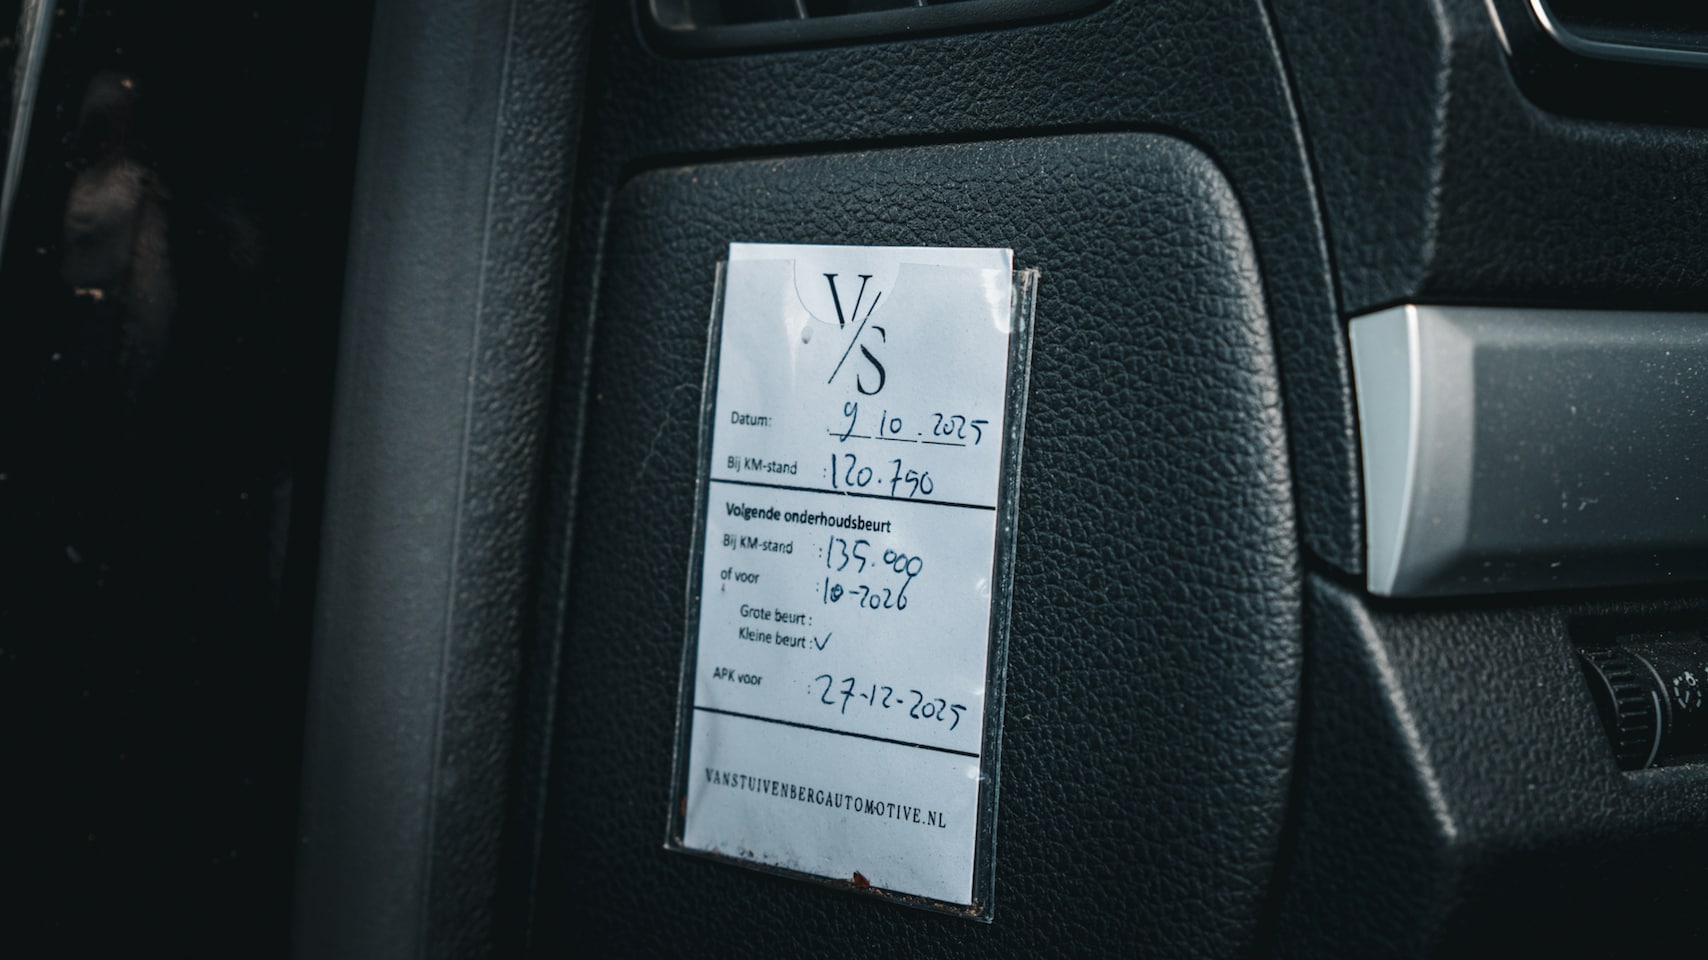 V/S
Datum: 9 10 . 2025
Bij KM-stand : 120.750
Volgende onderhoudsbeurt
Bij KM-stand : 135.000
of voor : 10-2026
Grote beurt :
Kleine beurt : ✓
APK voor : 27-12-2025
VANSTUIVENBERGAUTOMOTIVE.NL